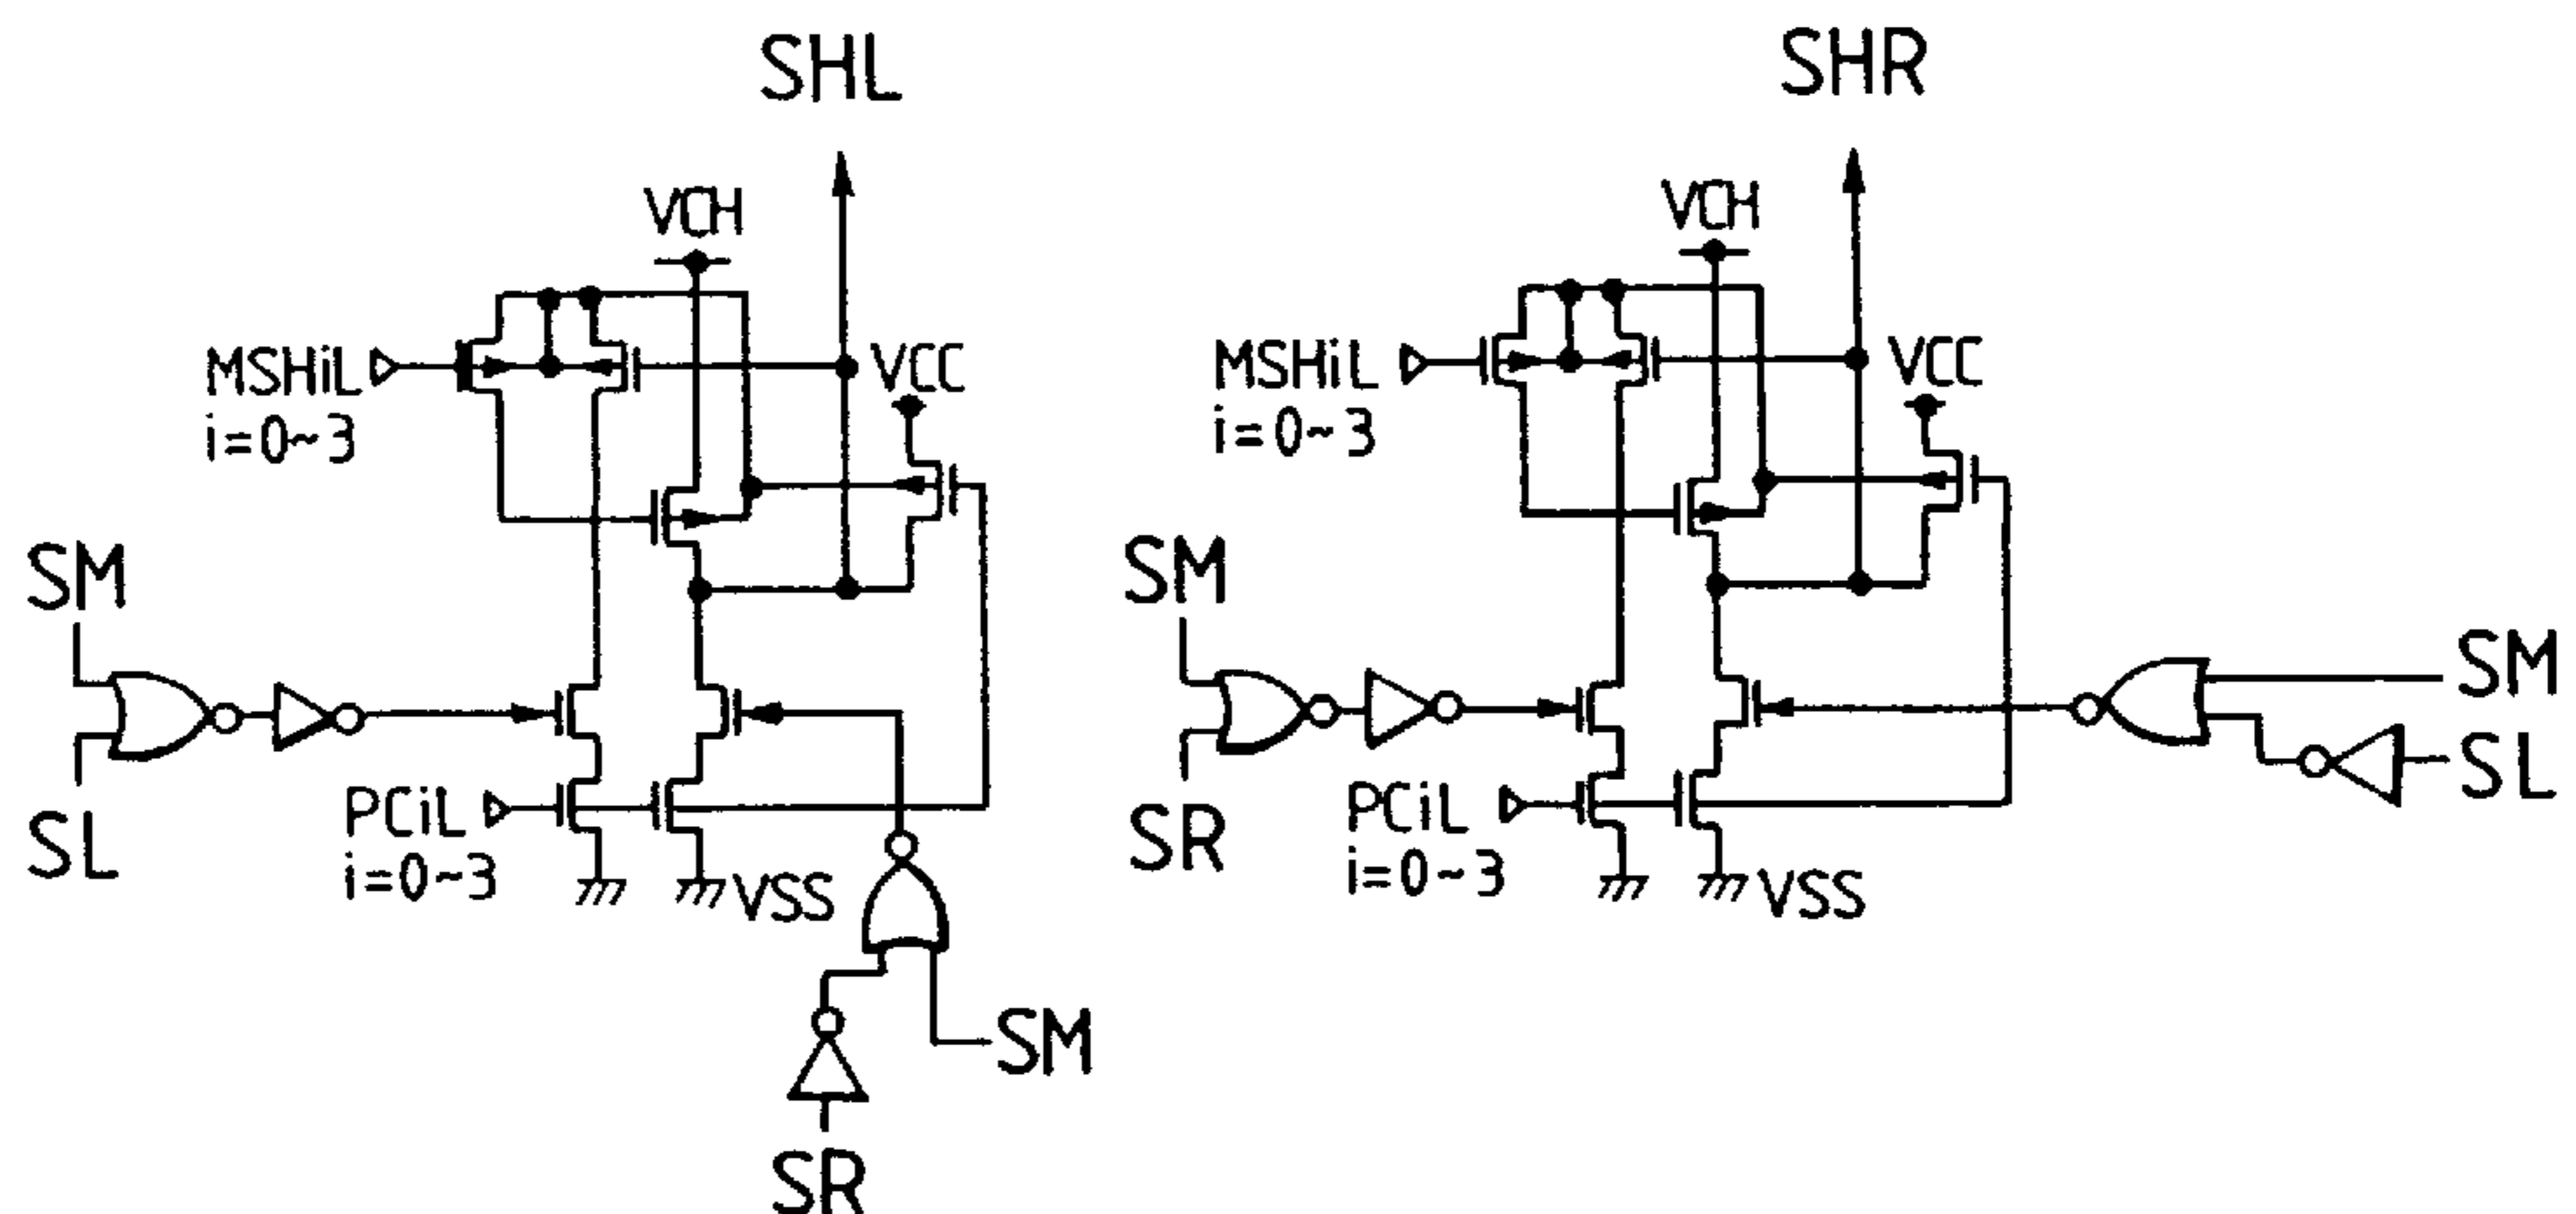 SHL
SHR
VCH
VCH
MSHiL
i=0~3
VCC
MSHiL
i=0~3
VCC
SM
SL
PCiL
i=0~3
VSS
SR
SM
SM
SR
PCiL
i=0~3
VSS
SM
SL